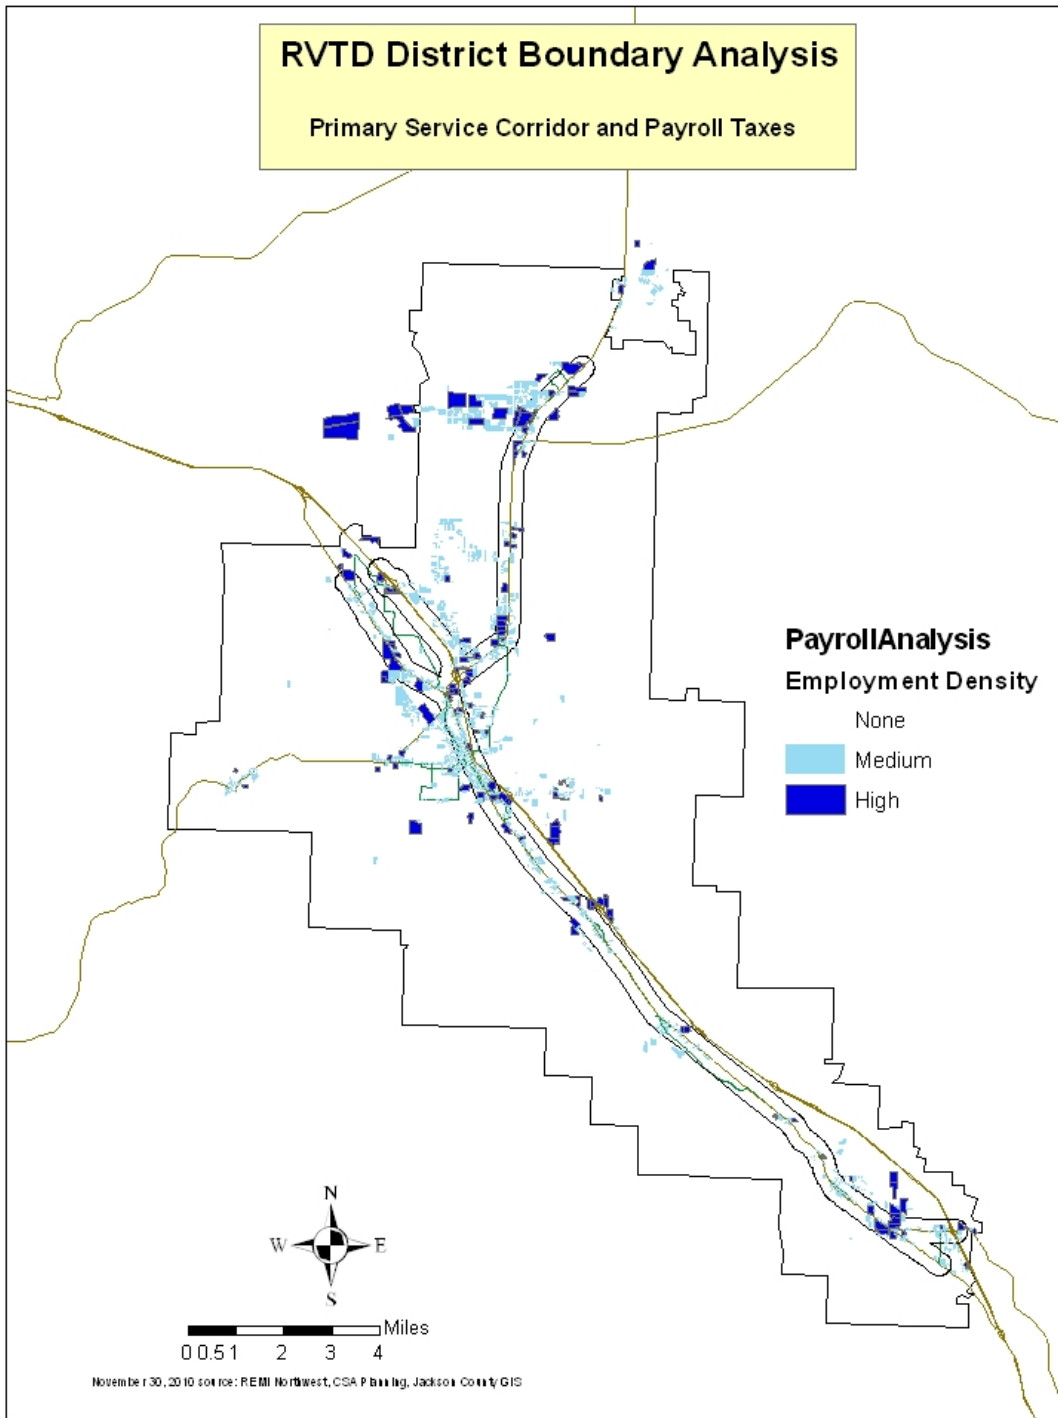 RVTD District Boundary Analysis
Primary Service Corridor and Payroll Taxes
PayrollAnalysis
Employment Density
None
Medium
High
N
W E
S
Miles
0 0.5 1 2 3 4
November 30, 2010 source: REMI Northwest, CSA Planning, Jackson County GIS